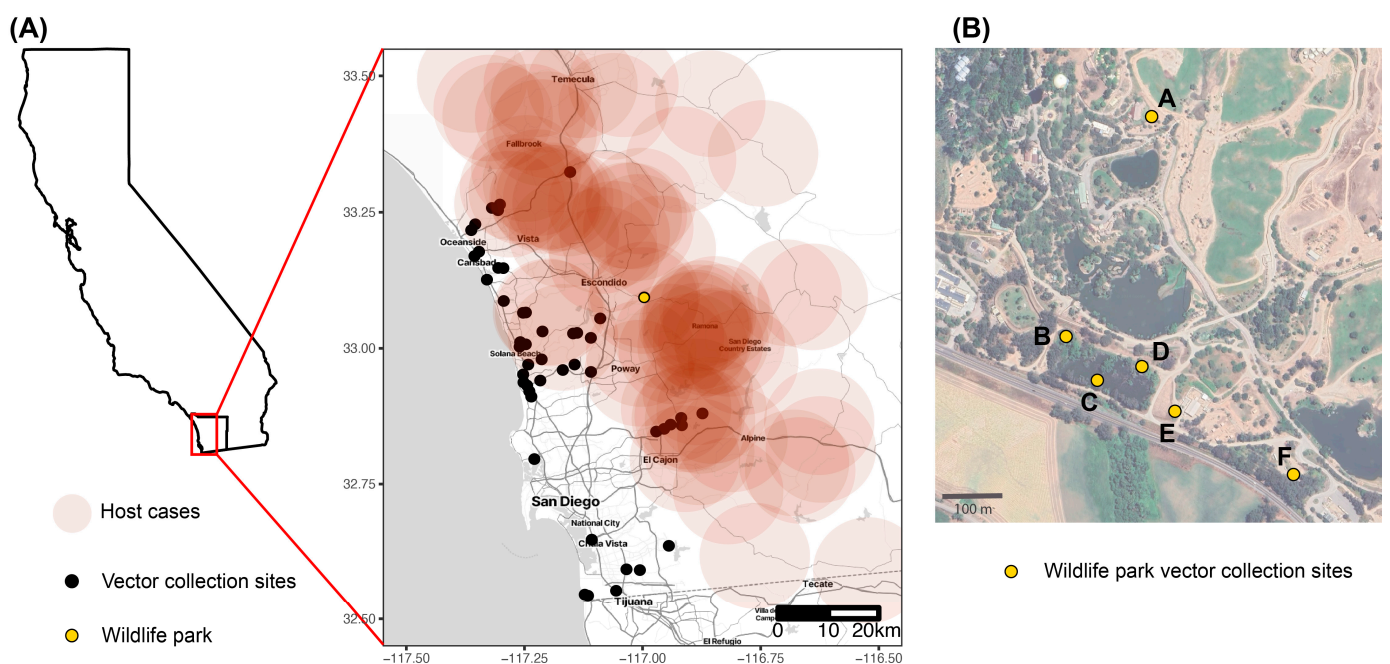 (A)
(B)
33.50
33.25
33.00
32.75
32.50
Temecula
Fallbrook
Oceanside
Vista
Carlsbad
Escondido
Ramona
San Diego
Country Estates
Solana Beach
Poway
Alpine
El Cajon
San Diego
National City
Chula Vista
Tecate
Tijuana
Villa de
Camp
El Refugio
0 10 20km
−117.50 −117.25 −117.00 −116.75 −116.50
Host cases
Vector collection sites
Wildlife park
A
B
D
C
E
F
100 m
Wildlife park vector collection sites